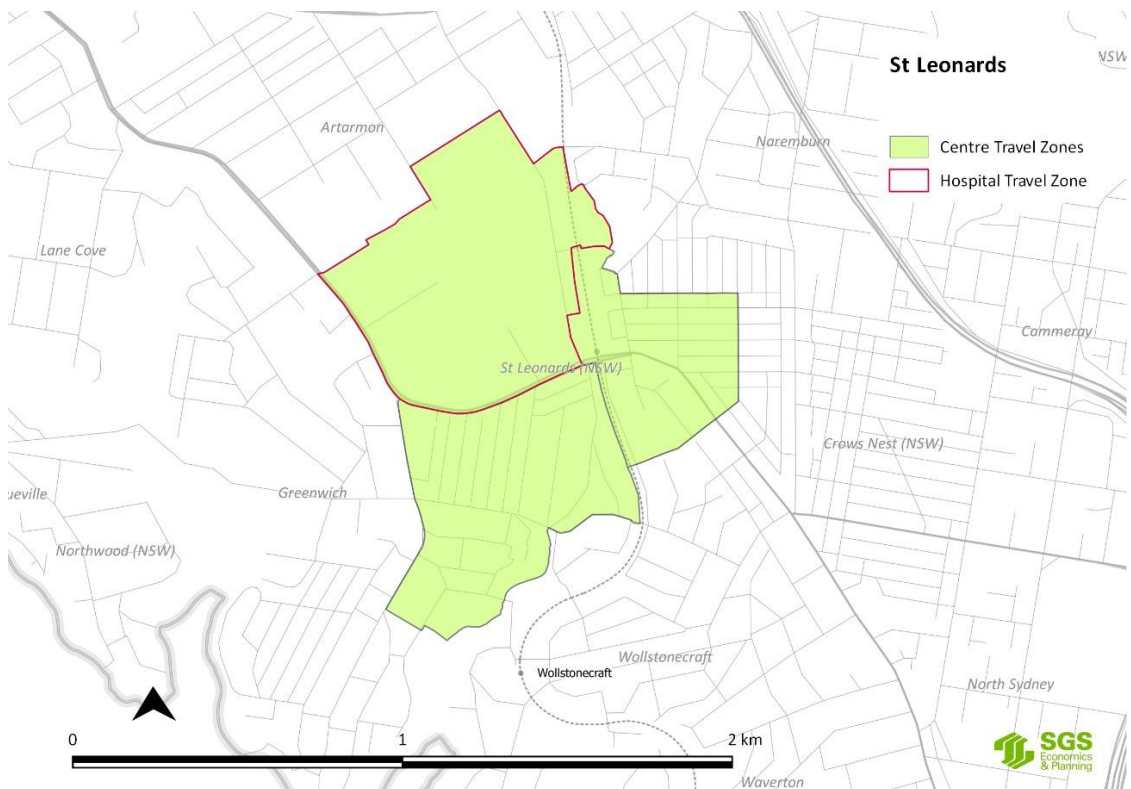 St Leonards
Centre Travel Zones
Hospital Travel Zone
(NSW)
Artarmon
Naremburn
Lane Cove
Cammeray
St Leonards (NSW)
Crows Nest (NSW)
Greenwich
ueville
Northwood (NSW)
Wollstonecraft
Wollstonecraft
North Sydney
Waverton
0
1
2 km
SGS
Economics
& Planning